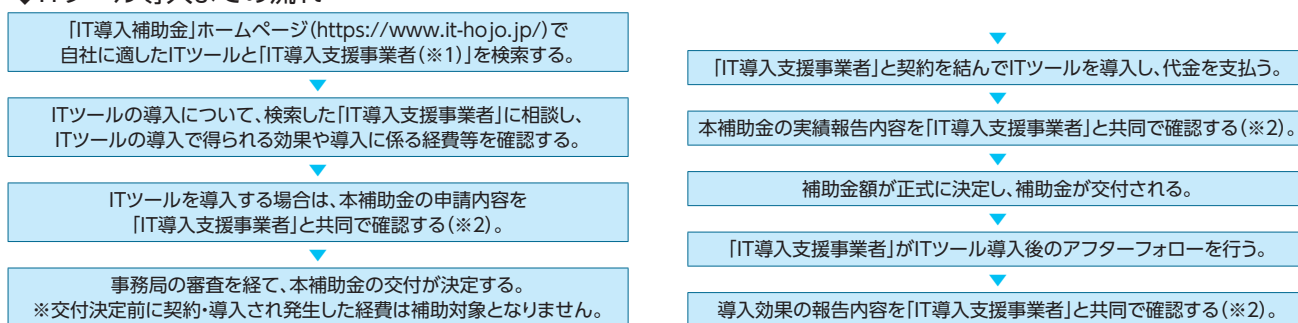 「IT導入補助金」ホームページ(https://www.it-hojo.jp/)で
自社に適したITツールと「IT導入支援事業者(※1)」を検索する。
▼
ITツールの導入について、検索した「IT導入支援事業者」に相談し、
ITツールの導入で得られる効果や導入に係る経費等を確認する。
▼
ITツールを導入する場合は、本補助金の申請内容を
「IT導入支援事業者」と共同で確認する(※2)。
▼
事務局の審査を経て、本補助金の交付が決定する。
※交付決定前に契約・導入され発生した経費は補助対象となりません。
▼
「IT導入支援事業者」と契約を結んでITツールを導入し、代金を支払う。
▼
本補助金の実績報告内容を「IT導入支援事業者」と共同で確認する(※2)。
▼
補助金額が正式に決定し、補助金が交付される。
▼
「IT導入支援事業者」がITツール導入後のアフターフォローを行う。
▼
導入効果の報告内容を「IT導入支援事業者」と共同で確認する(※2)。